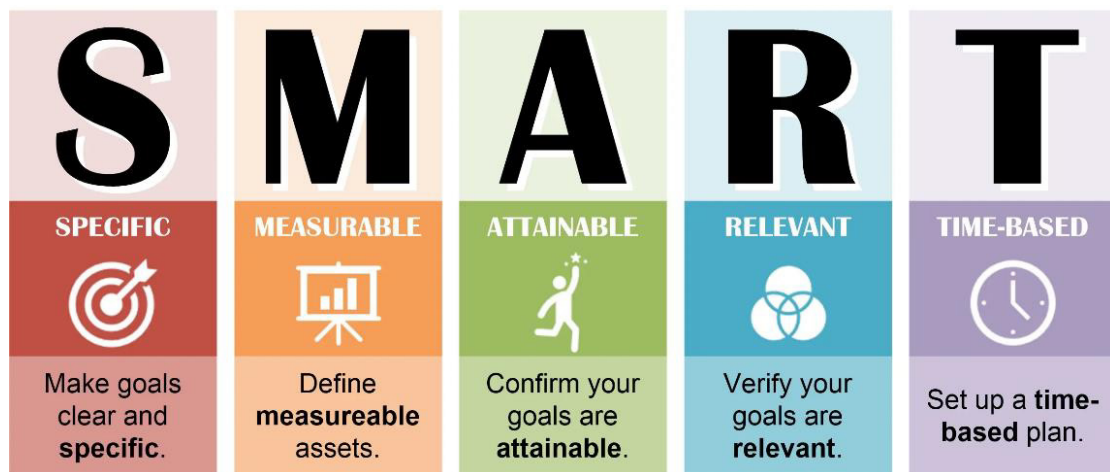 S
SPECIFIC
Make goals
clear and
specific.
M
MEASURABLE
Define
measureable
assets.
A
ATTAINABLE
Confirm your
goals are
attainable.
R
RELEVANT
Verify your
goals are
relevant.
T
TIME-BASED
Set up a time-
based plan.